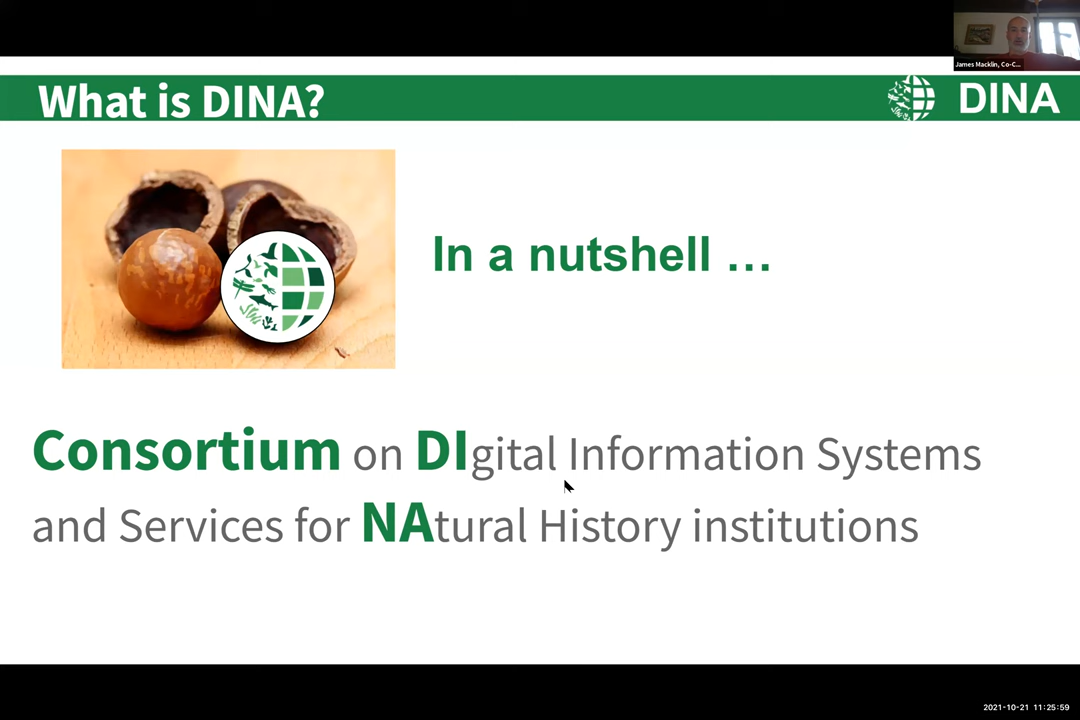 James Macklin, Co-C...
What is DINA?
DINA
In a nutshell ...
Consortium on DIgital Information Systems
and Services for NAtural History institutions
2021-10-21 11:25:59